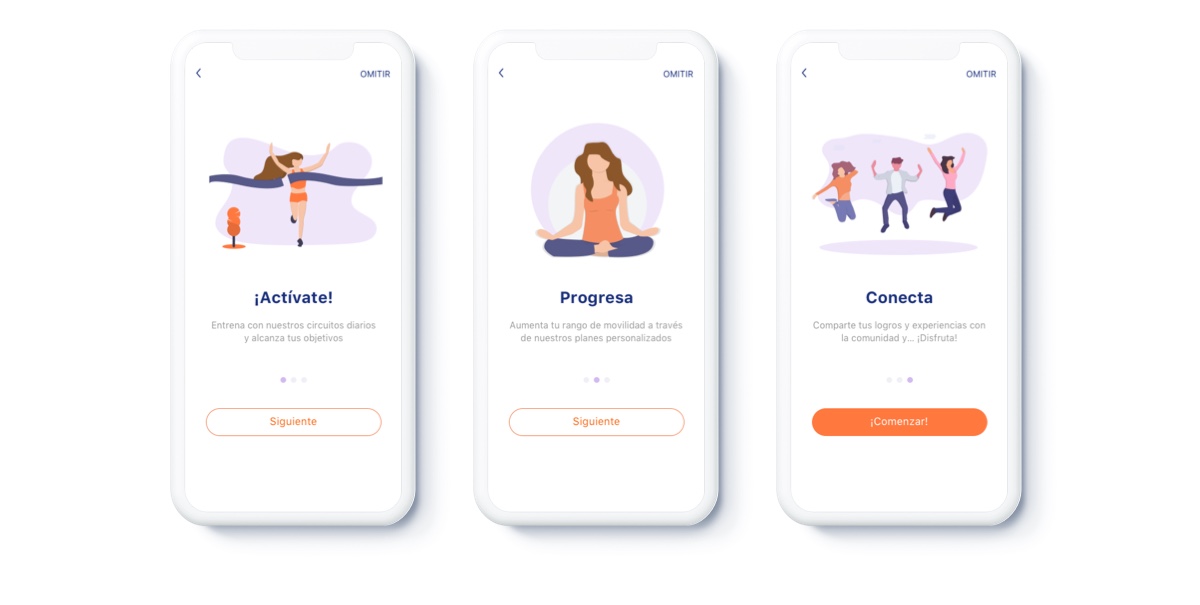 OMITIR
¡Actívate!
Entrena con nuestros circuitos diarios
y alcanza tus objetivos
Siguiente
OMITIR
Progresa
Aumenta tu rango de movilidad a través
de nuestros planes personalizados
Siguiente
OMITIR
Conecta
Comparte tus logros y experiencias con
la comunidad y... ¡Disfruta!
¡Comenzar!